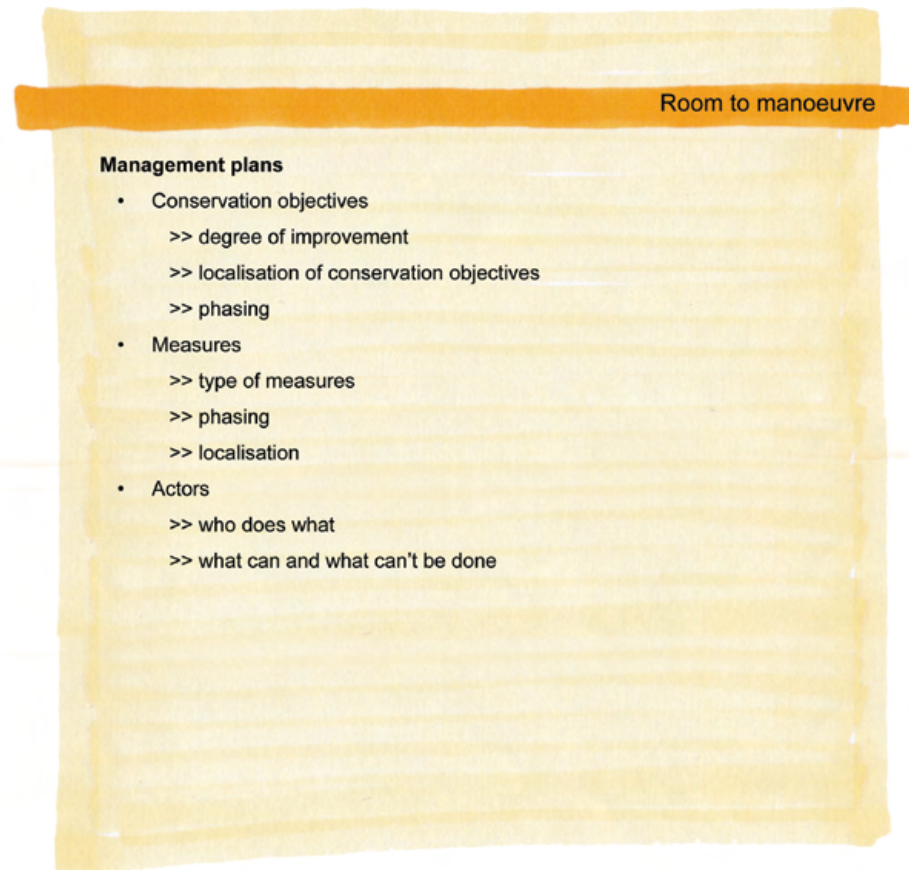 Room to manoeuvre
Management plans
• Conservation objectives
>> degree of improvement
>> localisation of conservation objectives
>> phasing
• Measures
>> type of measures
>> phasing
>> localisation
• Actors
>> who does what
>> what can and what can't be done